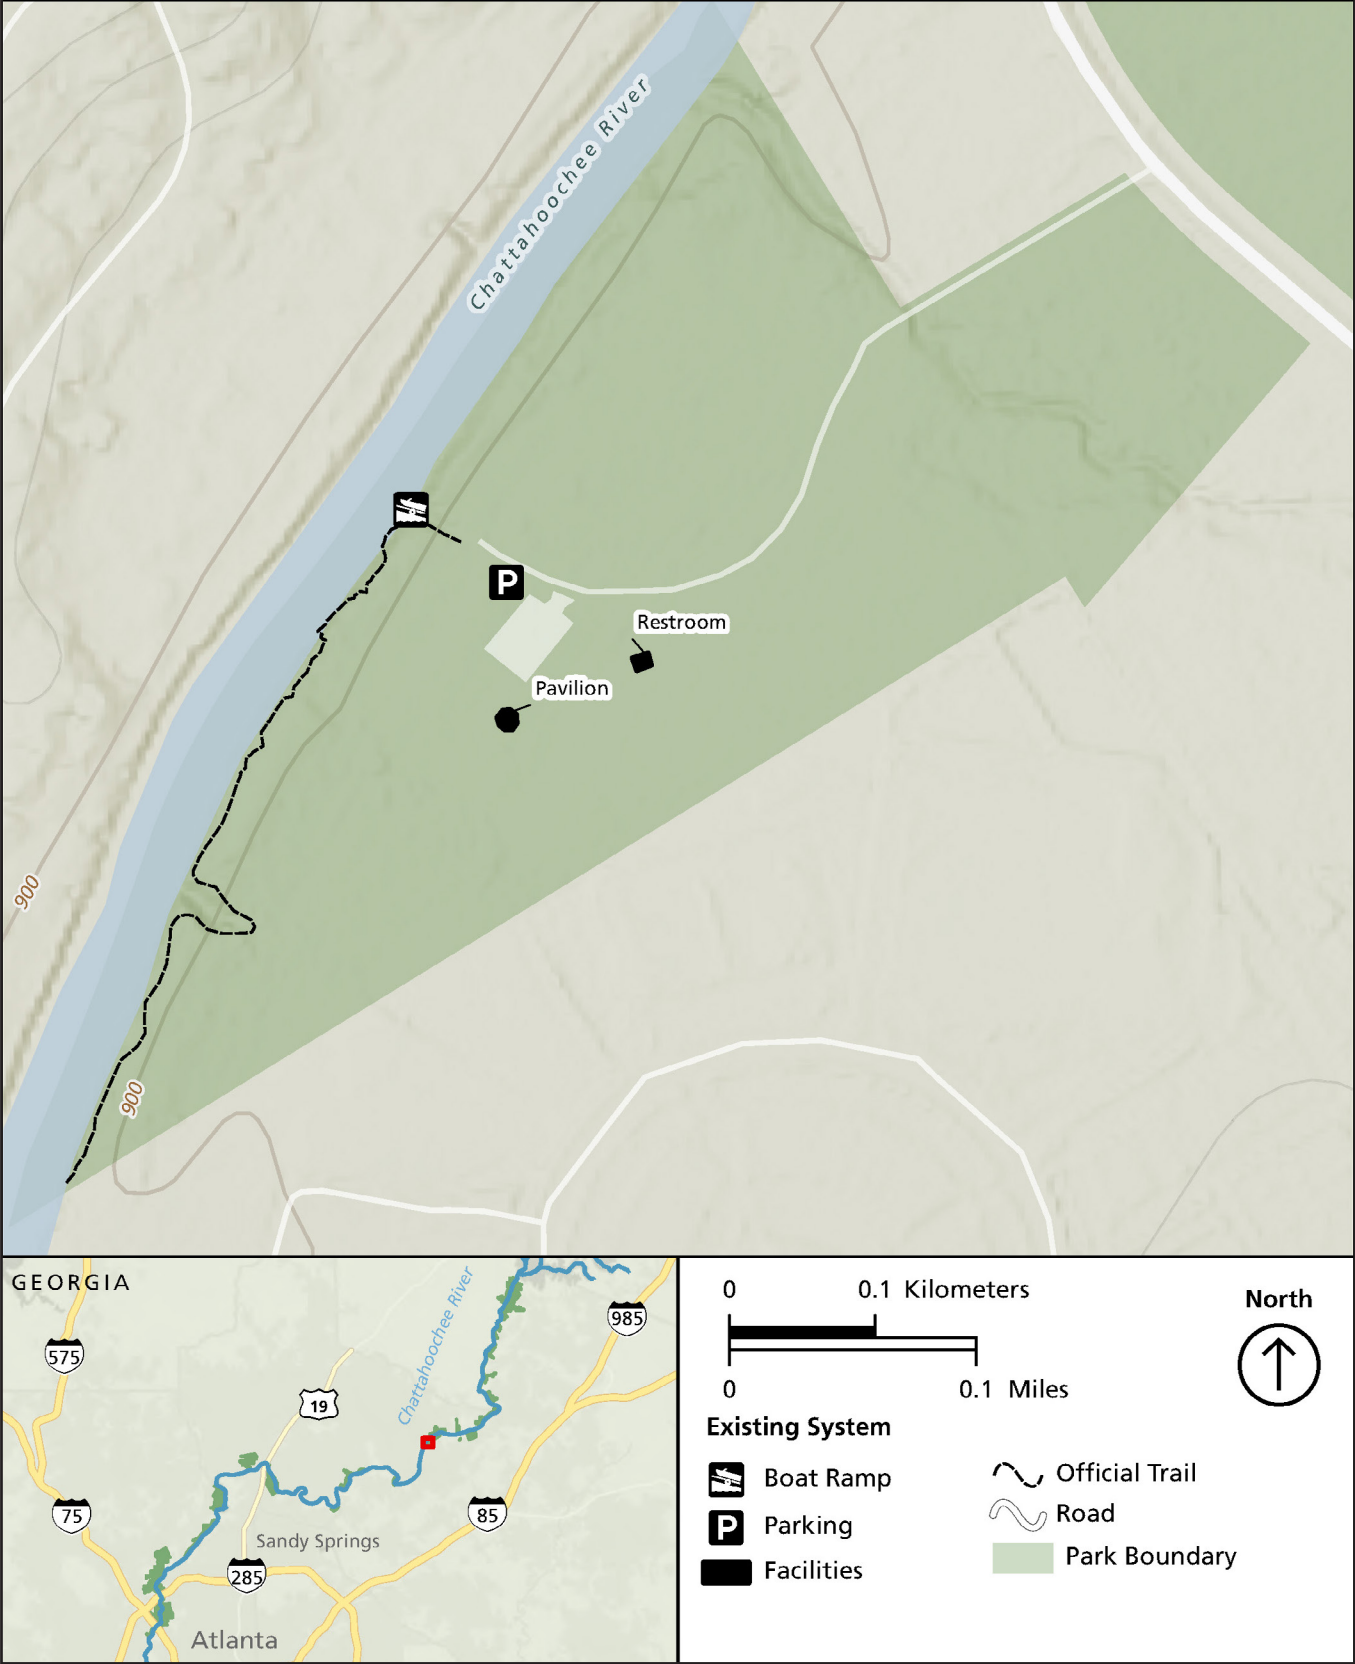 Chattahoochee River
P
Restroom
Pavilion
900
900
GEORGIA
Chattahoochee River
985
575
19
75
85
Sandy Springs
285
Atlanta
0 0.1 Kilometers
0 0.1 Miles
North
Existing System
Boat Ramp
P Parking
Facilities
Official Trail
Road
Park Boundary